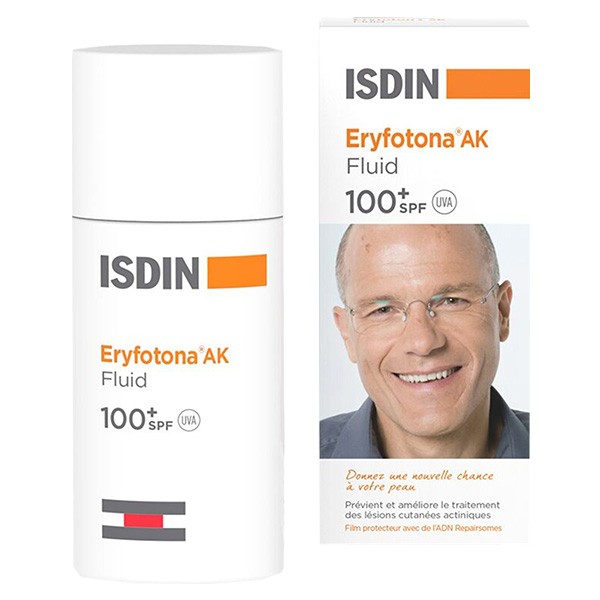 ISDIN
Eryfotona® AK
Fluid
100+ SPF UVA
ISDIN
Eryfotona® AK
Fluid
100+ SPF UVA
Donnez une nouvelle chance
à votre peau
Prévient et améliore le traitement
des lésions cutanées actiniques
Film protecteur avec de l'ADN Repairsomes